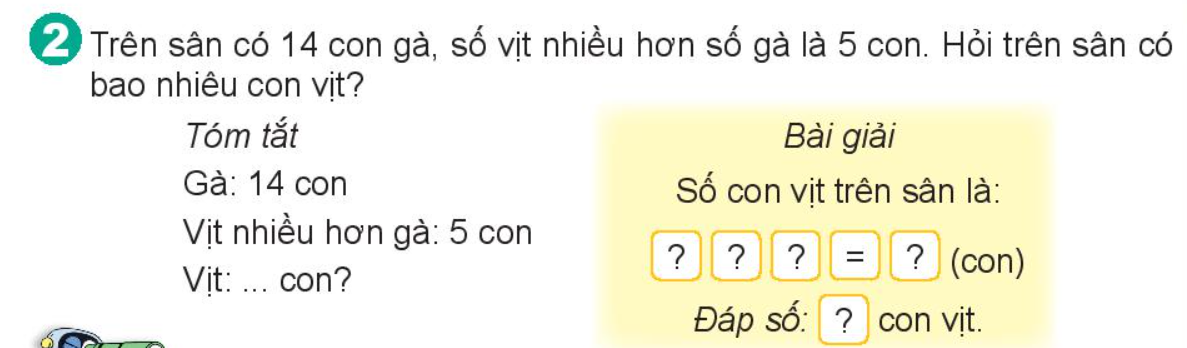 2 Trên sân có 14 con gà, số vịt nhiều hơn số gà là 5 con. Hỏi trên sân có
bao nhiêu con vịt?
Tóm tắt
Gà: 14 con
Vịt nhiều hơn gà: 5 con
Vịt: ... con?
Bài giải
Số con vịt trên sân là:
? ? ? = ? (con)
Đáp số: ? con vịt.